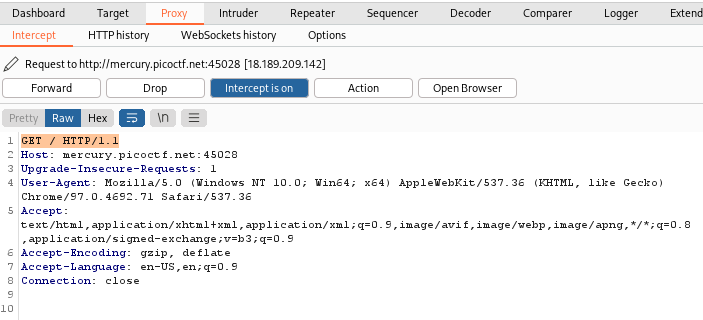 Dashboard Target Proxy Intruder Repeater Sequencer Decoder Comparer Logger Extend
Intercept HTTP history WebSockets history Options
Request to http://mercury.picoctf.net:45028 [18.189.209.142]
Forward Drop Intercept is on Action Open Browser
Pretty Raw Hex \n
1 GET / HTTP/1.1
2 Host: mercury.picoctf.net:45028
3 Upgrade-Insecure-Requests: 1
4 User-Agent: Mozilla/5.0 (Windows NT 10.0; Win64; x64) AppleWebKit/537.36 (KHTML, like Gecko)
Chrome/97.0.4692.71 Safari/537.36
5 Accept:
text/html,application/xhtml+xml,application/xml;q=0.9,image/avif,image/webp,image/apng,*/*;q=0.8
,application/signed-exchange;v=b3;q=0.9
6 Accept-Encoding: gzip, deflate
7 Accept-Language: en-US,en;q=0.9
8 Connection: close
9
10